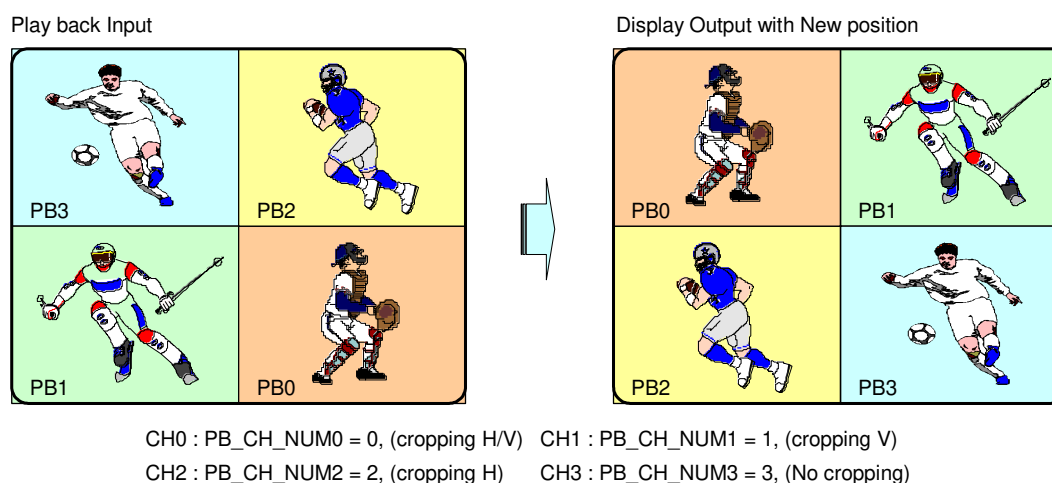 Play back Input
Display Output with New position
PB3
PB2
PB1
PB0
PB0
PB1
PB2
PB3
CH0 : PB_CH_NUM0 = 0, (cropping H/V) CH1 : PB_CH_NUM1 = 1, (cropping V)
CH2 : PB_CH_NUM2 = 2, (cropping H) CH3 : PB_CH_NUM3 = 3, (No cropping)